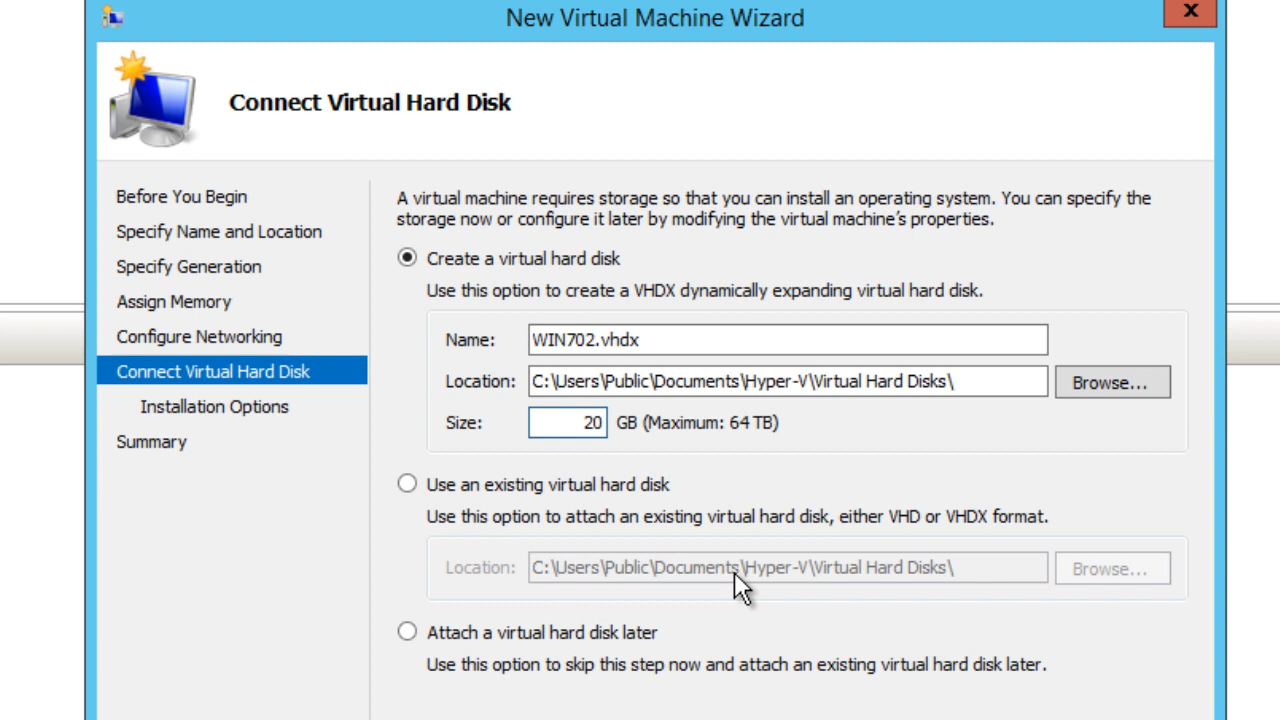 New Virtual Machine Wizard
X
Connect Virtual Hard Disk
Before You Begin
Specify Name and Location
Specify Generation
Assign Memory
Configure Networking
Connect Virtual Hard Disk
Installation Options
Summary
A virtual machine requires storage so that you can install an operating system. You can specify the
storage now or configure it later by modifying the virtual machine's properties.
Create a virtual hard disk
Use this option to create a VHDX dynamically expanding virtual hard disk.
Name: WIN702.vhdx
Location: C:\Users\Public\Documents\Hyper-V\Virtual Hard Disks\ Browse...
Size: 20 GB (Maximum: 64 TB)
Use an existing virtual hard disk
Use this option to attach an existing virtual hard disk, either VHD or VHDX format.
Location: C:\Users\Public\Documents\Hyper-V\Virtual Hard Disks\ Browse...
Attach a virtual hard disk later
Use this option to skip this step now and attach an existing virtual hard disk later.